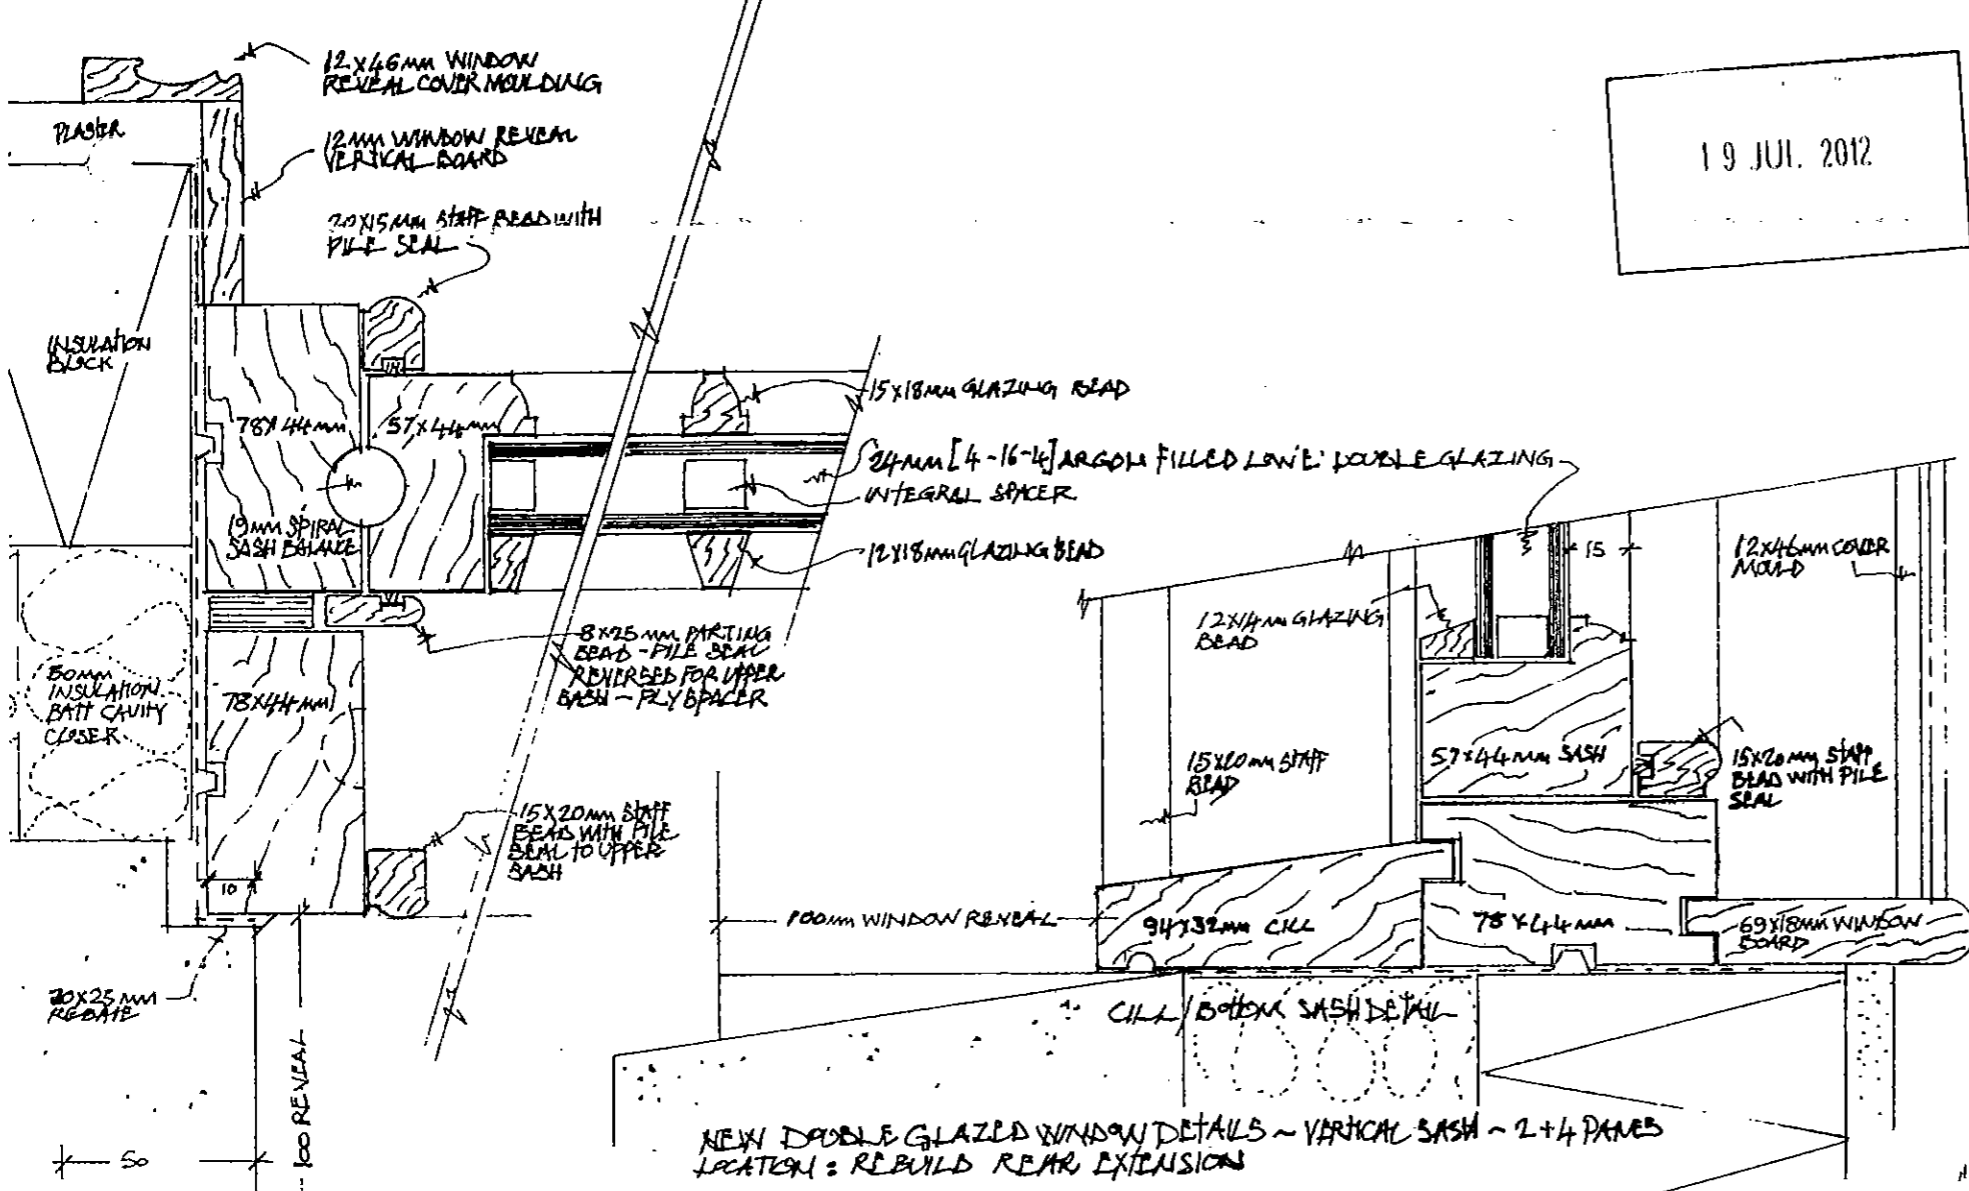 12X46mm WINDOW
REVEAL COVER MOULDING
PLASTER
12mm WINDOW REVEAL
VERTICAL BOARD
20X15mm STAFF BEAD WITH
PILE SEAL
19 JUL. 2012
INSULATION
BLOCK
78X44mm
57X44mm
15X18mm GLAZING BEAD
24mm [4-16-4] ARGON FILLED LOW'E' DOUBLE GLAZING
INTEGRAL SPACER
19mm SPIRAL
SASH BALANCE
12X18mm GLAZING BEAD
15
12X46mm COVER
MOULD
12X14mm GLAZING
BEAD
8X25mm PARTING
BEAD - PILE SEAL
REVERSED FOR UPPER
SASH - PLY SPACER
50mm
INSULATION
BATT CAVITY
CLOSER
78X44mm
15X20mm STAFF
BEAD
57X44mm SASH
15X20mm STAFF
BEAD WITH PILE
SEAL
15X20mm STAFF
BEAD WITH PILE
SEAL TO UPPER
SASH
10
100mm WINDOW REVEAL
94X32mm CILL
78X44mm
69X18mm WINDOW
BOARD
20X25mm
REBATE
CILL/BOTTOM SASH DETAIL
100 REVEAL
50
NEW DOUBLE GLAZED WINDOW DETAILS ~ VERTICAL SASH ~ 2+4 PANES
LOCATION : REBUILD REAR EXTENSION